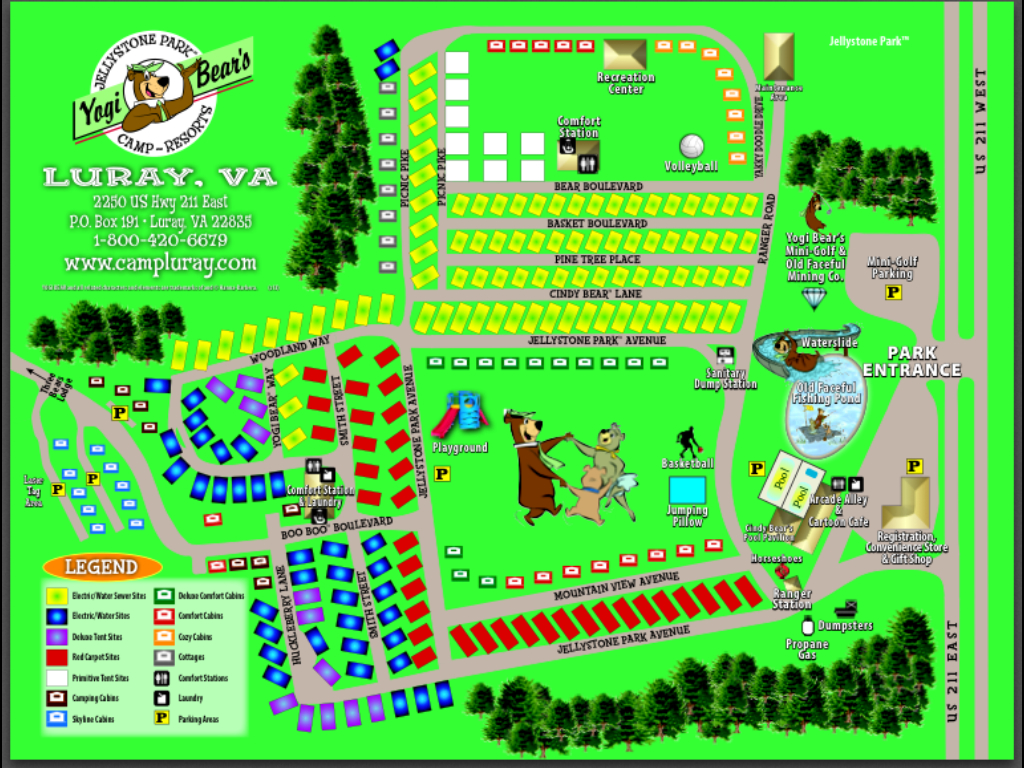 JELLYSTONE PARK™
Yogi Bear's
CAMP-RESORTS
LURAY, VA
2250 US Hwy 211 East
P.O. Box 191 • Luray, VA 22835
1-800-420-6679
www.campluray.com
Jellystone Park™
US 211 WEST
Recreation
Center
Maintenance
Area
Comfort
Station
Volleyball
YANKY DOODLE DRIVE
PICNIC PIKE
PICNIC PIKE
BEAR BOULEVARD
BASKET BOULEVARD
PINE TREE PLACE
CINDY BEAR LANE
JELLYSTONE PARK AVENUE
RANGER ROAD
Yogi Bear's
Mini-Golf &
Old Faceful
Mining Co.
Mini-Golf
Parking
P
Waterslide
PARK
ENTRANCE
Old Faceful
Fishing Pond
Sanitary
Dump Station
WOODLAND WAY
Three
Bears
Lodge
P
YOGI BEAR WAY
SMITH STREET
JELLYSTONE PARK AVENUE
Playground
P
Basketball
Jumping
Pillow
P
Pool
Pool
P
Arcade Alley
&
Cartoon Cafe
Cindy Bear's
Pool Pavilion
Registration,
Convenience Store
& Gift Shop
Laser
Tag
Area
P
P
Comfort Station
& Laundry
BOO BOO BOULEVARD
HUCKLEBERRY LANE
SMITH STREET
MOUNTAIN VIEW AVENUE
JELLYSTONE PARK AVENUE
Horseshoes
Ranger
Station
Dumpsters
Propane
Gas
US 211 EAST
LEGEND
Electric/Water Sewer Sites
Electric/Water Sites
Deluxe Tent Sites
Red Carpet Sites
Primitive Tent Sites
Camping Cabins
Skyline Cabins
Deluxe Comfort Cabins
Comfort Cabins
Cozy Cabins
Cottages
Comfort Stations
Laundry
P Parking Areas